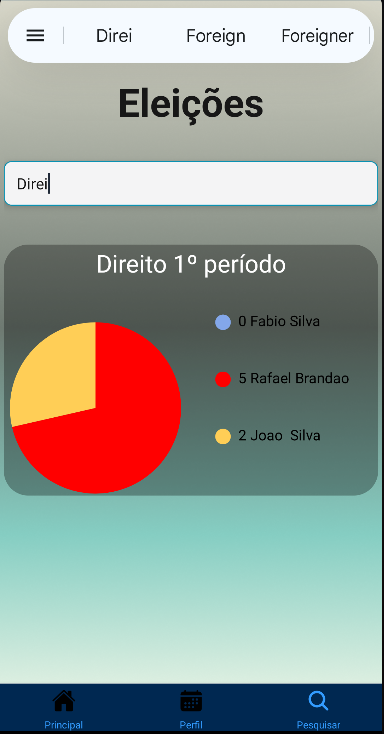 Direi Foreign Foreigner
Eleições
Direi
Direito 1º período
0 Fabio Silva
5 Rafael Brandao
2 Joao  Silva
Principal Perfil Pesquisar